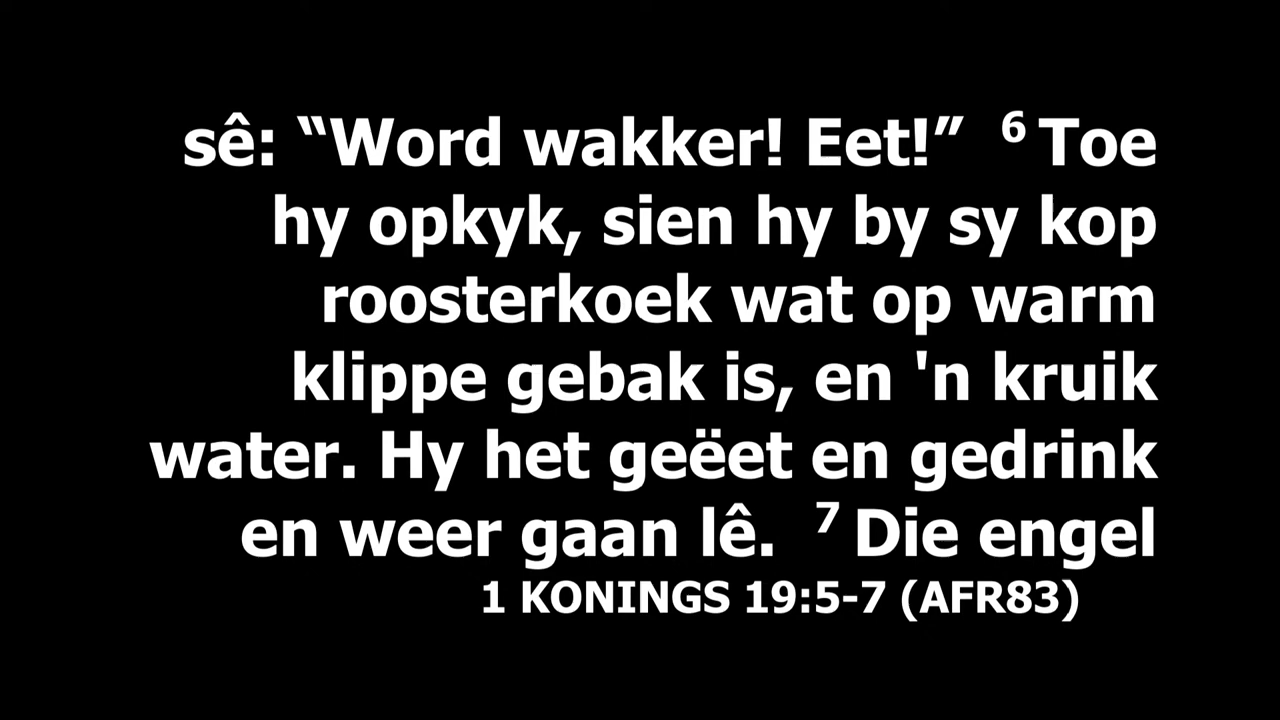 sê: “Word wakker! Eet!” ⁶ Toe
hy opkyk, sien hy by sy kop
roosterkoek wat op warm
klippe gebak is, en 'n kruik
water. Hy het geëet en gedrink
en weer gaan lê. ⁷ Die engel
1 KONINGS 19:5-7 (AFR83)